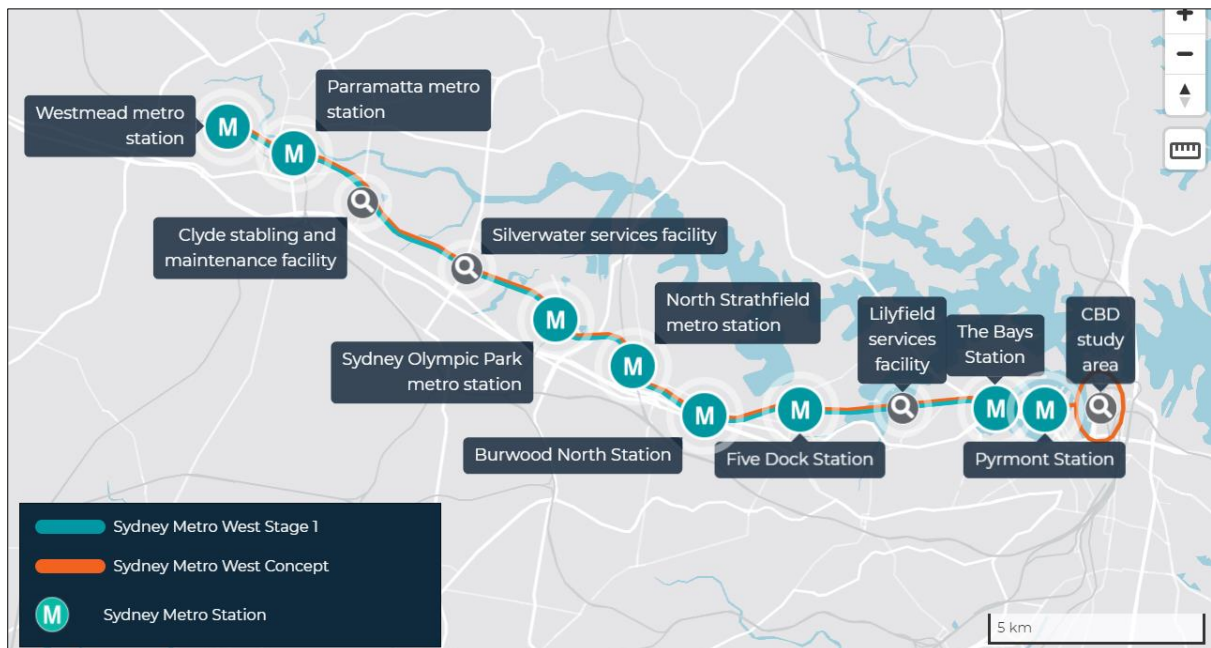 Westmead metro
station
Parramatta metro
station
M
M
Clyde stabling and
maintenance facility
Silverwater services facility
M
Sydney Olympic Park
metro station
North Strathfield
metro station
M
M
Burwood North Station
M
Five Dock Station
Lilyfield
services
facility
The Bays
Station
M
M
Pyrmont Station
CBD
study
area
Sydney Metro West Stage 1
Sydney Metro West Concept
M Sydney Metro Station
5 km